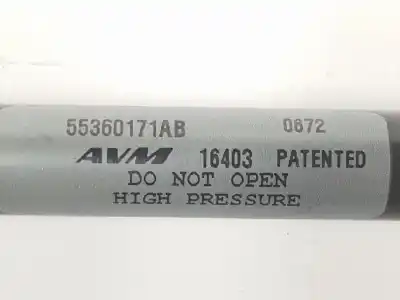 55360171AB 0672
AVM 16403 PATENTED
DO NOT OPEN
HIGH PRESSURE